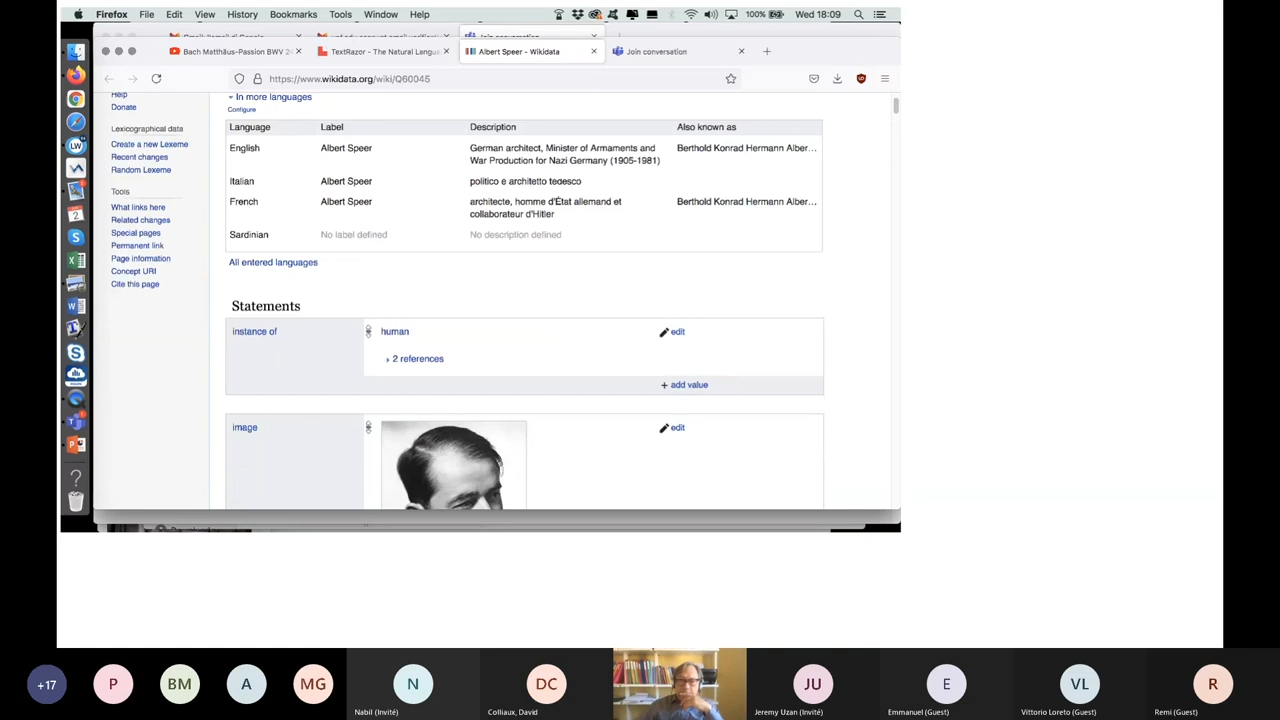 Firefox File Edit View History Bookmarks Tools Window Help 100% Wed 18:09
Bach Matthäus-Passion BWV 2 TextRazor - The Natural Langu Albert Speer - Wikidata Join conversation
https://www.wikidata.org/wiki/Q60045
Help
Donate
Lexicographical data
Create a new Lexeme
Recent changes
Random Lexeme
Tools
What links here
Related changes
Special pages
Permanent link
Page information
Concept URI
Cite this page
In more languages
Configure
Language Label Description Also known as
English Albert Speer German architect, Minister of Armaments and Berthold Konrad Hermann Alber...
War Production for Nazi Germany (1905-1981)
Italian Albert Speer politico e architetto tedesco
French Albert Speer architecte, homme d'État allemand et Berthold Konrad Hermann Alber...
collaborateur d'Hitler
Sardinian No label defined No description defined
All entered languages
Statements
instance of human edit
2 references
+ add value
image edit
+17 P BM A MG N DC JU E VL R
Nabil (Invité) Colliaux, David Jeremy Uzan (Invité) Emmanuel (Guest) Vittorio Loreto (Guest) Remi (Guest)